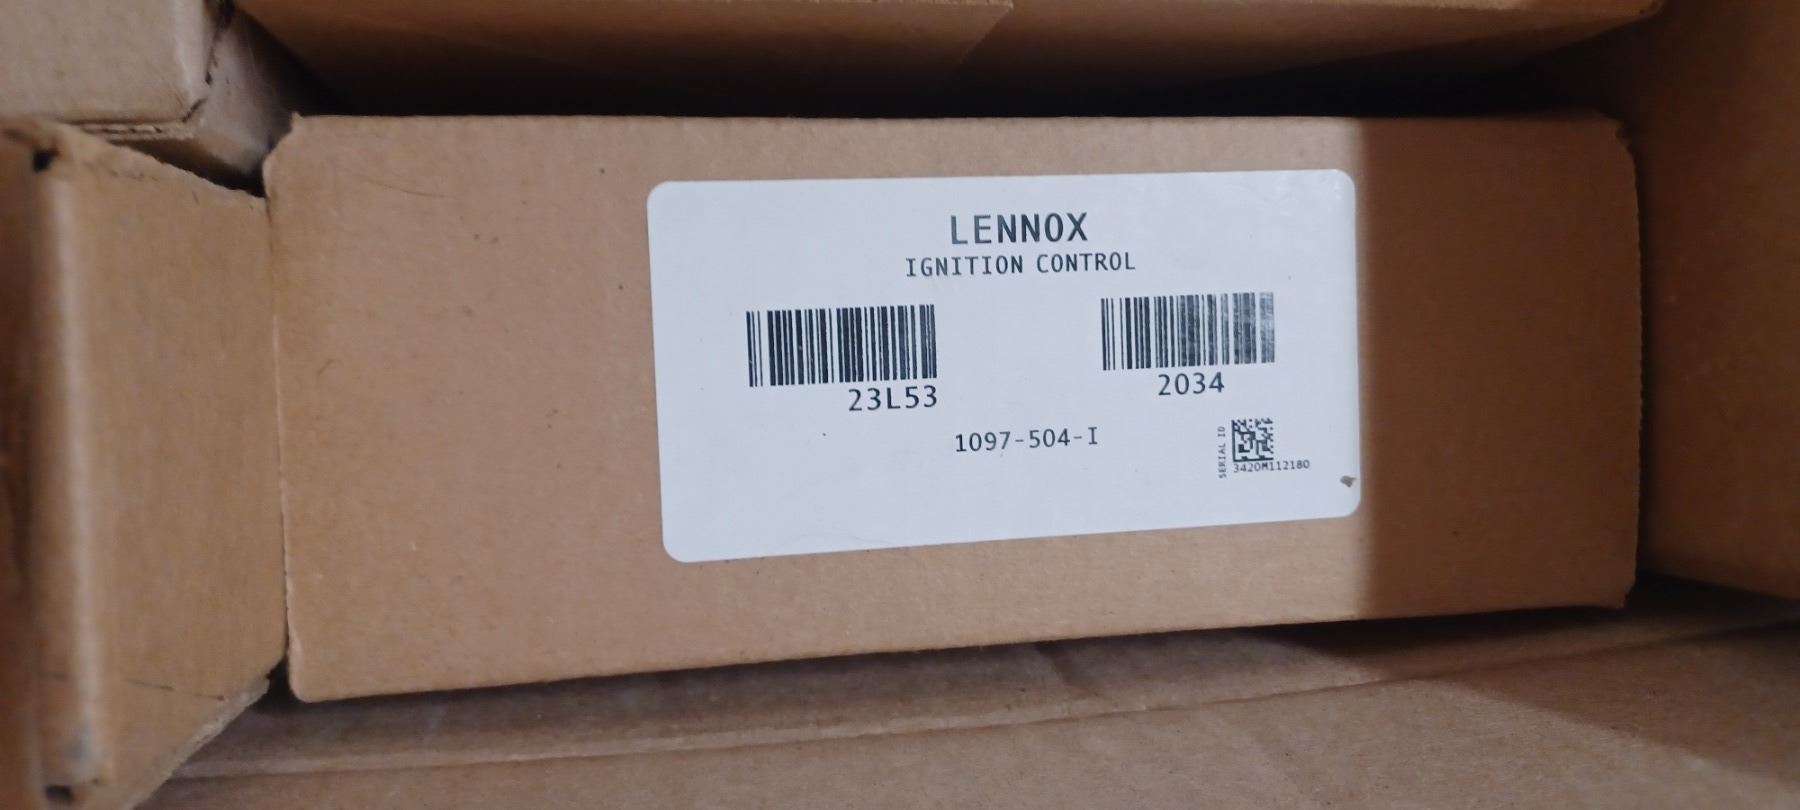 LENNOX
IGNITION CONTROL
23L53
2034
1097-504-I
SERIAL ID
3420M112180